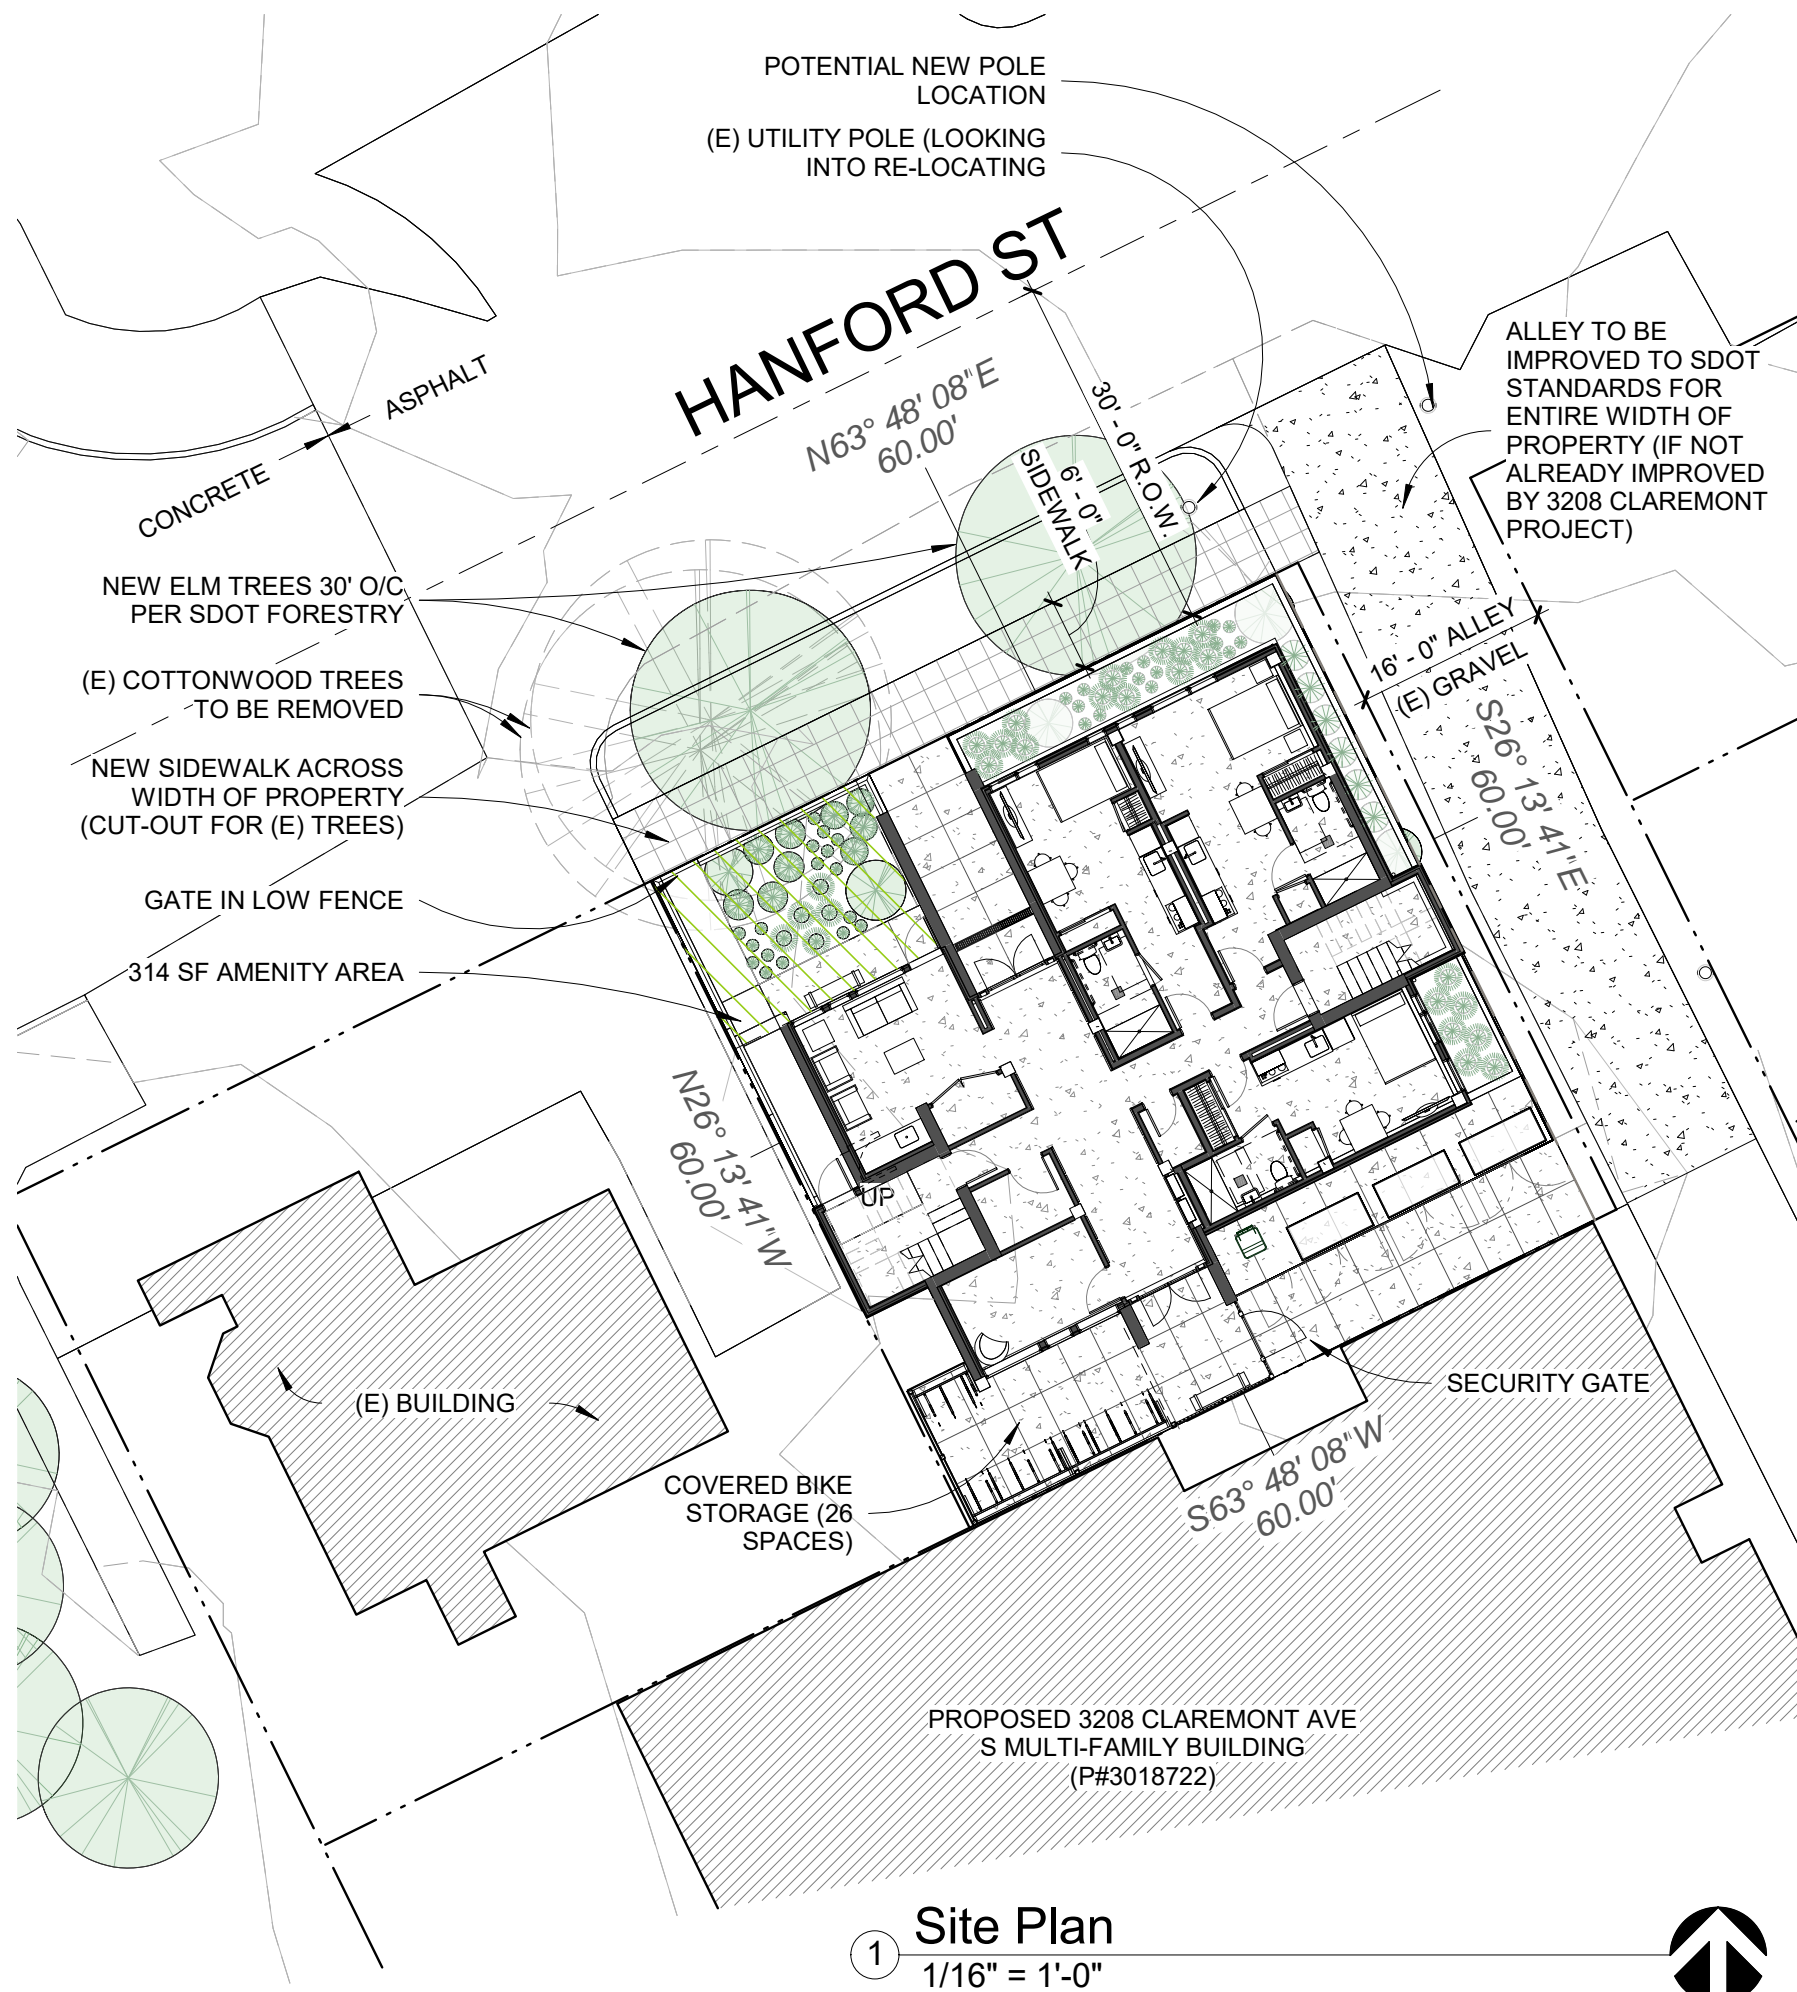 POTENTIAL NEW POLE
LOCATION
(E) UTILITY POLE (LOOKING
INTO RE-LOCATING
HANFORD ST
N63° 48' 08"E
60.00'
30' - 0" R.O.W.
6' - 0"
SIDEWALK
ALLEY TO BE
IMPROVED TO SDOT
STANDARDS FOR
ENTIRE WIDTH OF
PROPERTY (IF NOT
ALREADY IMPROVED
BY 3208 CLAREMONT
PROJECT)
ASPHALT
CONCRETE
NEW ELM TREES 30' O/C
PER SDOT FORESTRY
(E) COTTONWOOD TREES
TO BE REMOVED
NEW SIDEWALK ACROSS
WIDTH OF PROPERTY
(CUT-OUT FOR (E) TREES)
GATE IN LOW FENCE
314 SF AMENITY AREA
16' - 0" ALLEY
(E) GRAVEL
S26° 13' 41"E
60.00'
N26° 13' 41"W
60.00'
UP
(E) BUILDING
SECURITY GATE
S63° 48' 08"W
60.00'
COVERED BIKE
STORAGE (26
SPACES)
PROPOSED 3208 CLAREMONT AVE
S MULTI-FAMILY BUILDING
(P#3018722)
1
Site Plan
1/16" = 1'-0"